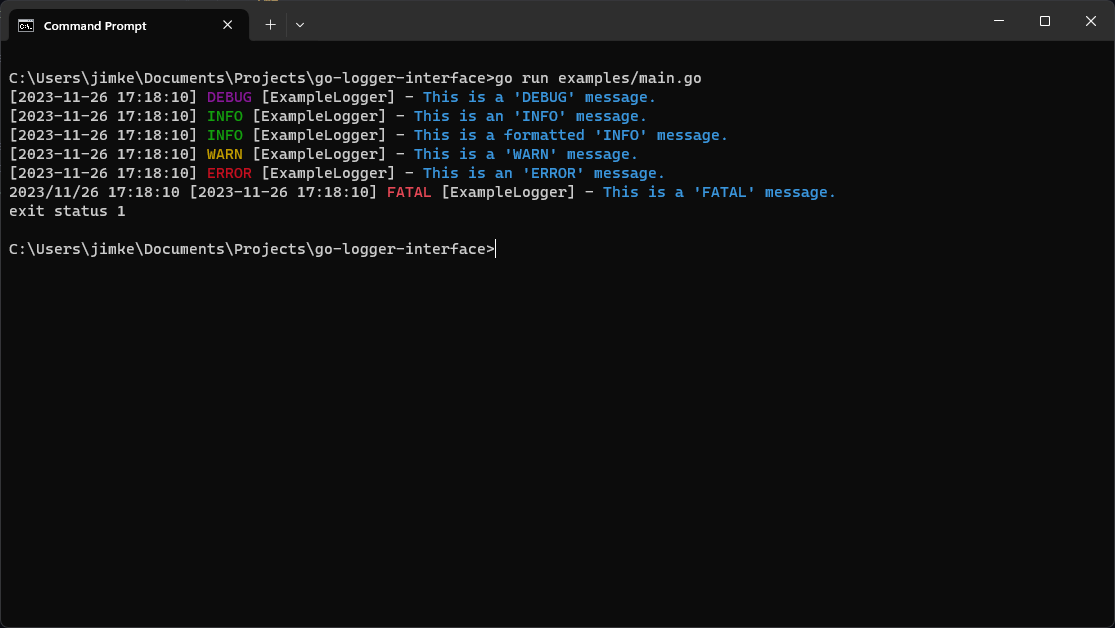 Command Prompt
C:\Users\jimke\Documents\Projects\go-logger-interface>go run examples/main.go
[2023-11-26 17:18:10] DEBUG [ExampleLogger] - This is a 'DEBUG' message.
[2023-11-26 17:18:10] INFO [ExampleLogger] - This is an 'INFO' message.
[2023-11-26 17:18:10] INFO [ExampleLogger] - This is a formatted 'INFO' message.
[2023-11-26 17:18:10] WARN [ExampleLogger] - This is a 'WARN' message.
[2023-11-26 17:18:10] ERROR [ExampleLogger] - This is an 'ERROR' message.
2023/11/26 17:18:10 [2023-11-26 17:18:10] FATAL [ExampleLogger] - This is a 'FATAL' message.
exit status 1
C:\Users\jimke\Documents\Projects\go-logger-interface>